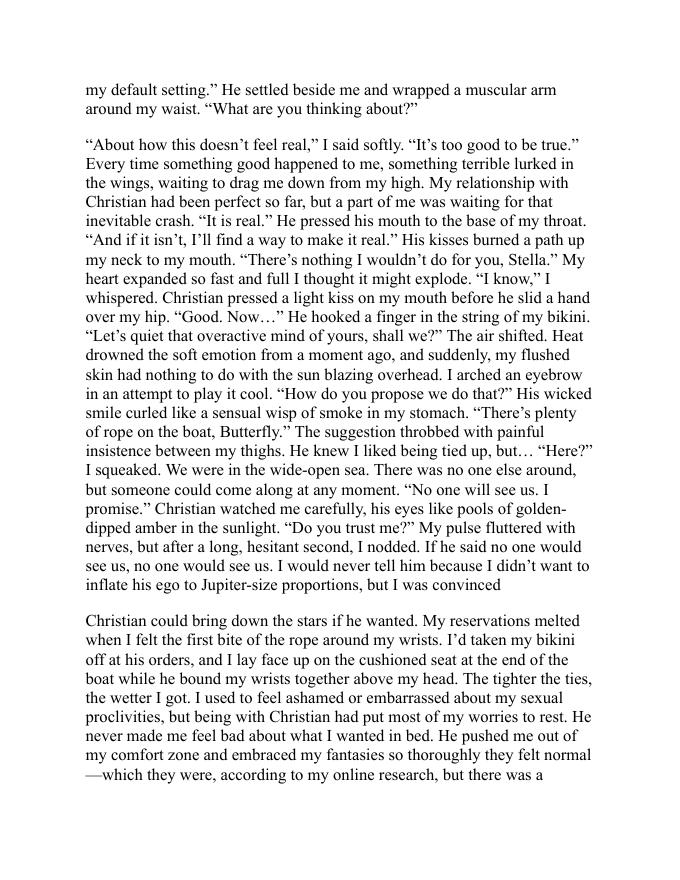 my default setting.” He settled beside me and wrapped a muscular arm
around my waist. “What are you thinking about?”
“About how this doesn’t feel real,” I said softly. “It’s too good to be true.”
Every time something good happened to me, something terrible lurked in
the wings, waiting to drag me down from my high. My relationship with
Christian had been perfect so far, but a part of me was waiting for that
inevitable crash. “It is real.” He pressed his mouth to the base of my throat.
“And if it isn’t, I’ll find a way to make it real.” His kisses burned a path up
my neck to my mouth. “There’s nothing I wouldn’t do for you, Stella.” My
heart expanded so fast and full I thought it might explode. “I know,” I
whispered. Christian pressed a light kiss on my mouth before he slid a hand
over my hip. “Good. Now…” He hooked a finger in the string of my bikini.
“Let’s quiet that overactive mind of yours, shall we?” The air shifted. Heat
drowned the soft emotion from a moment ago, and suddenly, my flushed
skin had nothing to do with the sun blazing overhead. I arched an eyebrow
in an attempt to play it cool. “How do you propose we do that?” His wicked
smile curled like a sensual wisp of smoke in my stomach. “There’s plenty
of rope on the boat, Butterfly.” The suggestion throbbed with painful
insistence between my thighs. He knew I liked being tied up, but… “Here?”
I squeaked. We were in the wide-open sea. There was no one else around,
but someone could come along at any moment. “No one will see us. I
promise.” Christian watched me carefully, his eyes like pools of golden-
dipped amber in the sunlight. “Do you trust me?” My pulse fluttered with
nerves, but after a long, hesitant second, I nodded. If he said no one would
see us, no one would see us. I would never tell him because I didn’t want to
inflate his ego to Jupiter-size proportions, but I was convinced
Christian could bring down the stars if he wanted. My reservations melted
when I felt the first bite of the rope around my wrists. I’d taken my bikini
off at his orders, and I lay face up on the cushioned seat at the end of the
boat while he bound my wrists together above my head. The tighter the ties,
the wetter I got. I used to feel ashamed or embarrassed about my sexual
proclivities, but being with Christian had put most of my worries to rest. He
never made me feel bad about what I wanted in bed. He pushed me out of
my comfort zone and embraced my fantasies so thoroughly they felt normal
—which they were, according to my online research, but there was a